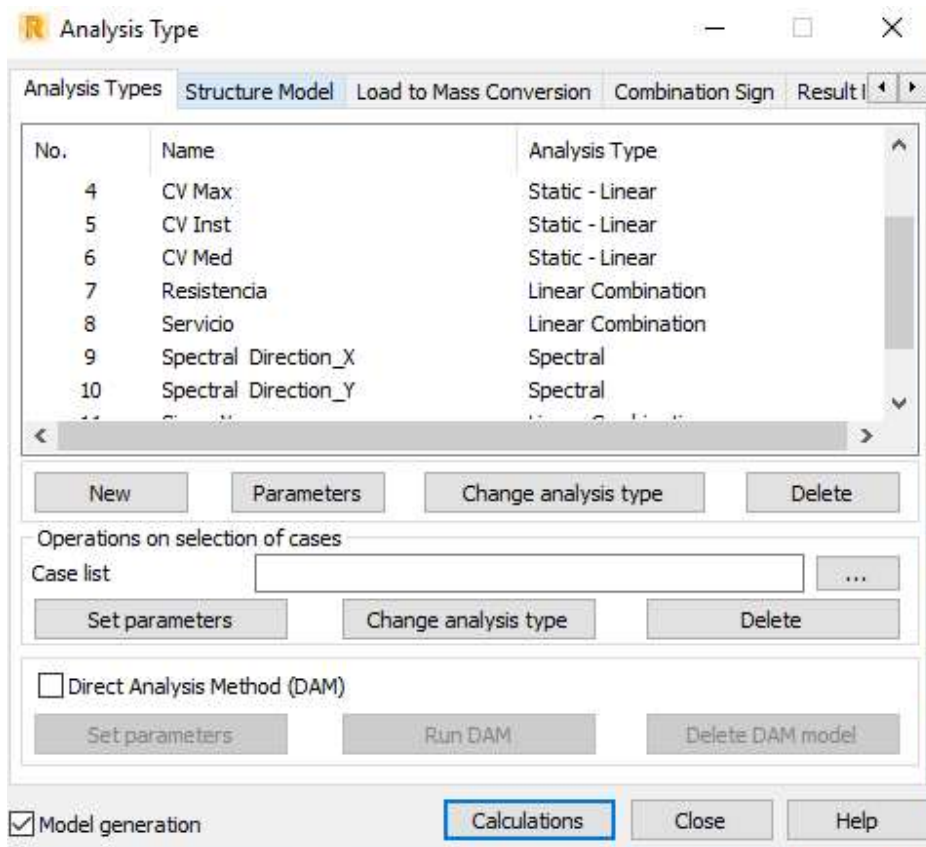 R Analysis Type
Analysis Types Structure Model Load to Mass Conversion Combination Sign Result
No. Name Analysis Type
4 CV Max Static - Linear
5 CV Inst Static - Linear
6 CV Med Static - Linear
7 Resistencia Linear Combination
8 Servicio Linear Combination
9 Spectral Direction_X Spectral
10 Spectral Direction_Y Spectral
New Parameters Change analysis type Delete
Operations on selection of cases
Case list ...
Set parameters Change analysis type Delete
Direct Analysis Method (DAM)
Set parameters Run DAM Delete DAM model
Model generation Calculations Close Help